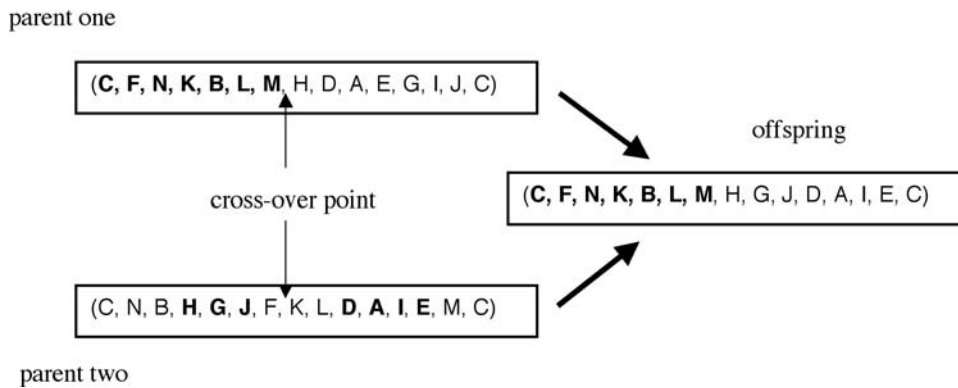 parent one
(C, F, N, K, B, L, M, H, D, A, E, G, I, J, C)
offspring
(C, F, N, K, B, L, M, H, G, J, D, A, I, E, C)
cross-over point
(C, N, B, H, G, J, F, K, L, D, A, I, E, M, C)
parent two